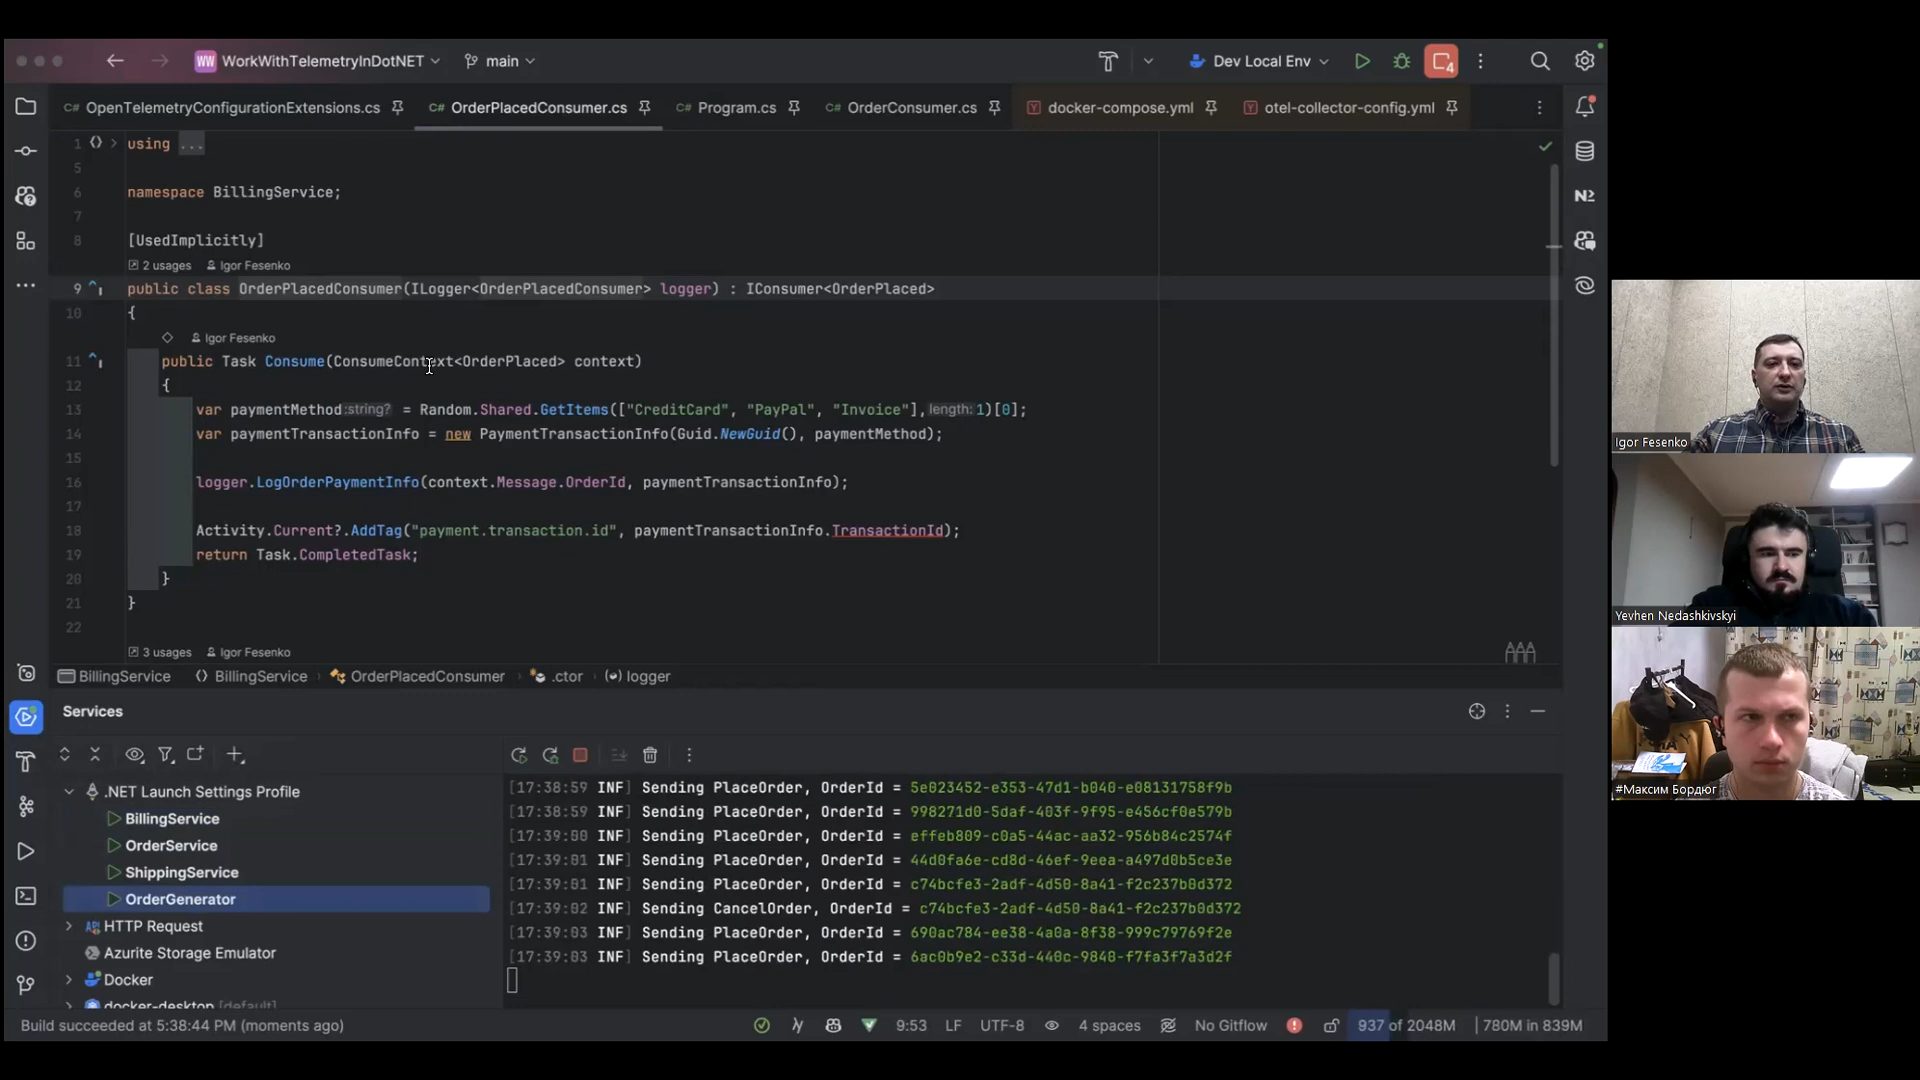 WW WorkWithTelemetryInDotNET main Dev Local Env 4
C# OpenTelemetryConfigurationExtensions.cs C# OrderPlacedConsumer.cs C# Program.cs C# OrderConsumer.cs Y docker-compose.yml Y otel-collector-config.yml
1 using ...
5
6 namespace BillingService;
7
8 [UsedImplicitly]
2 usages Igor Fesenko
9 public class OrderPlacedConsumer(ILogger<OrderPlacedConsumer> logger) : IConsumer<OrderPlaced>
10 {
Igor Fesenko
11 public Task Consume(ConsumeContext<OrderPlaced> context)
12 {
13 var paymentMethod :string? = Random.Shared.GetItems(["CreditCard", "PayPal", "Invoice"], length: 1)[0];
14 var paymentTransactionInfo = new PaymentTransactionInfo(Guid.NewGuid(), paymentMethod);
15
16 logger.LogOrderPaymentInfo(context.Message.OrderId, paymentTransactionInfo);
17
18 Activity.Current?.AddTag("payment.transaction.id", paymentTransactionInfo.TransactionId);
19 return Task.CompletedTask;
20 }
21 }
22
3 usages Igor Fesenko
BillingService BillingService OrderPlacedConsumer .ctor logger
Services
.NET Launch Settings Profile
BillingService
OrderService
ShippingService
OrderGenerator
HTTP Request
Azurite Storage Emulator
Docker
docker-desktop [default]
[17:38:59 INF] Sending PlaceOrder, OrderId = 5e023452-e353-47d1-b040-e08131758f9b
[17:38:59 INF] Sending PlaceOrder, OrderId = 998271d0-5daf-403f-9f95-e456cf0e579b
[17:39:00 INF] Sending PlaceOrder, OrderId = effeb809-c0a5-44ac-aa32-956b84c2574f
[17:39:01 INF] Sending PlaceOrder, OrderId = 44d0fa6e-cd8d-46ef-9eea-a497d0b5ce3e
[17:39:01 INF] Sending PlaceOrder, OrderId = c74bcfe3-2adf-4d50-8a41-f2c237b0d372
[17:39:02 INF] Sending CancelOrder, OrderId = c74bcfe3-2adf-4d50-8a41-f2c237b0d372
[17:39:03 INF] Sending PlaceOrder, OrderId = 690ac784-ee38-4a0a-8f38-999c79769f2e
[17:39:03 INF] Sending PlaceOrder, OrderId = 6ac0b9e2-c33d-440c-9840-f7fa3f7a3d2f
Build succeeded at 5:38:44 PM (moments ago) 9:53 LF UTF-8 4 spaces No Gitflow 937 of 2048M 780M in 839M
Igor Fesenko
Yevhen Nedashkivskyi
#Максим Бордюг